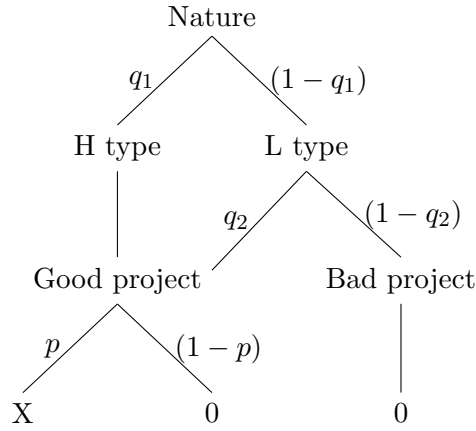 Nature
q₁ (1 − q₁)
H type L type
q₂ (1 − q₂)
Good project Bad project
p (1 − p)
X 0 0